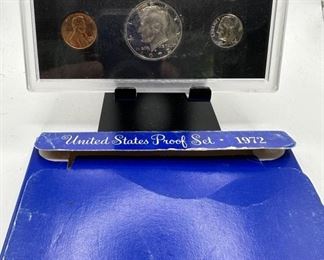 United States Proof Set - 1972